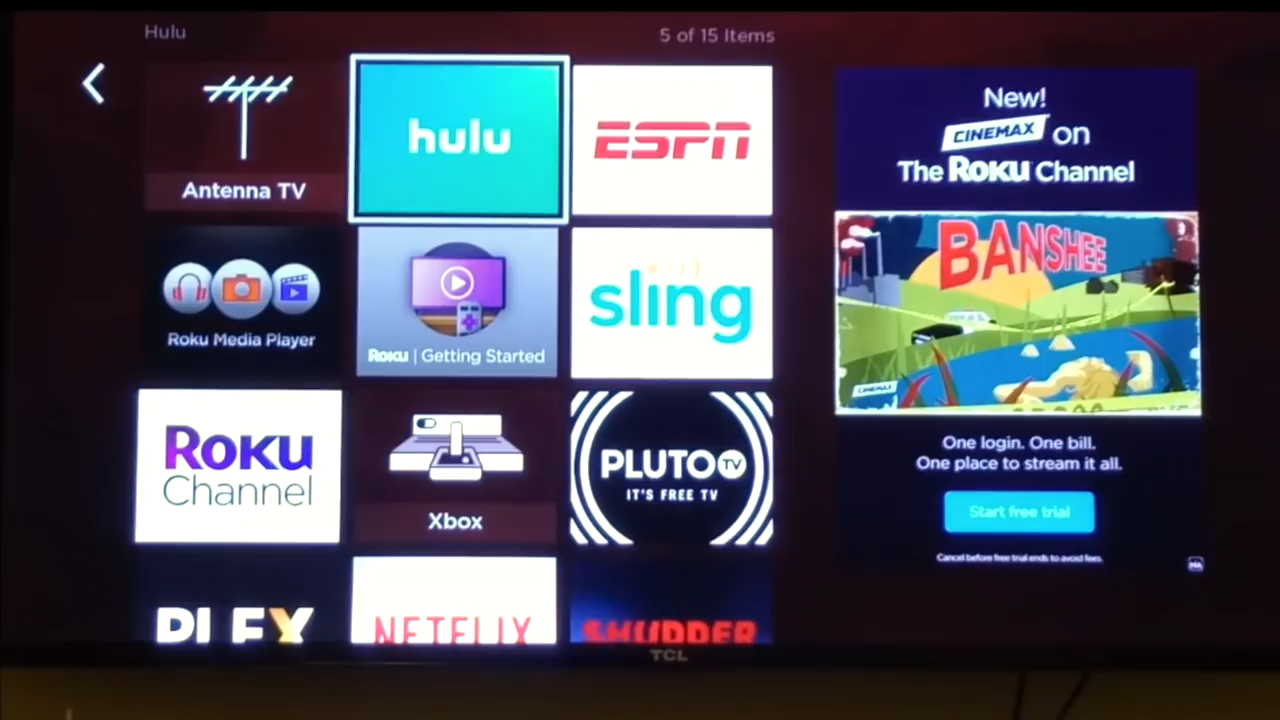 Hulu
5 of 15 Items
Antenna TV
hulu
ESPN
Roku Media Player
Roku | Getting Started
sling
Roku
Channel
Xbox
PLUTO TV
IT'S FREE TV
PLEX
NETFLIX
SHUDDER
New!
CINEMAX on
The Roku Channel
BANSHEE
CINEMAX
One login. One bill.
One place to stream it all.
Start free trial
Cancel before free trial ends to avoid fees.
TCL